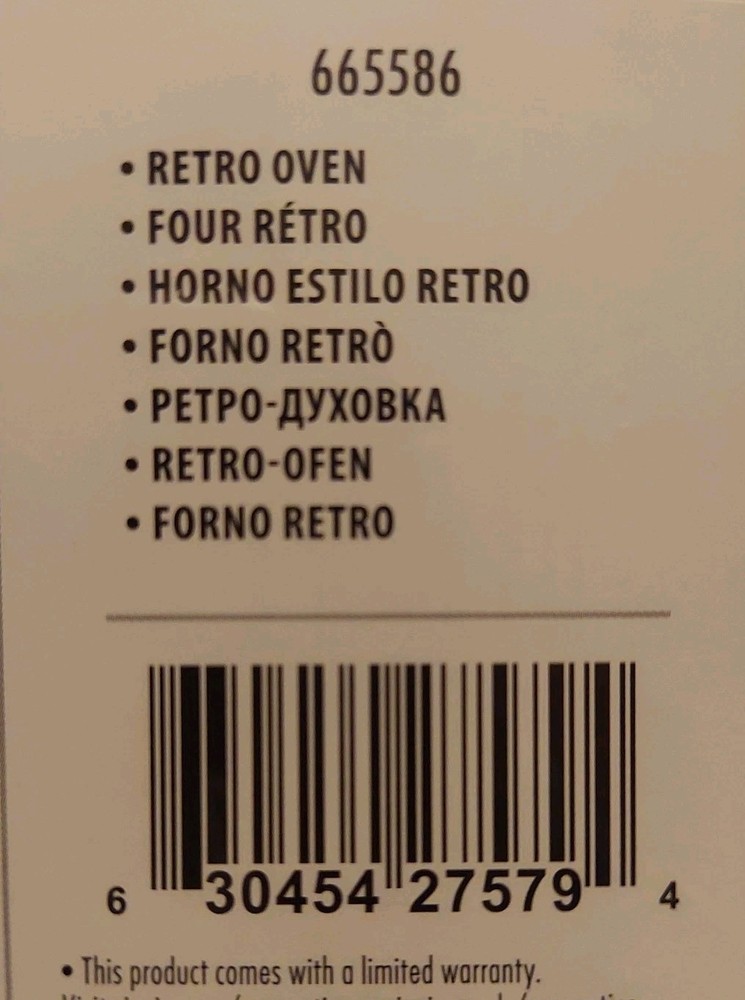 665586
• RETRO OVEN
• FOUR RÉTRO
• HORNO ESTILO RETRO
• FORNO RETRÒ
• РЕТРО-ДУХОВКА
• RETRO-OFEN
• FORNO RETRO
6 30454 27579 4
• This product comes with a limited warranty.